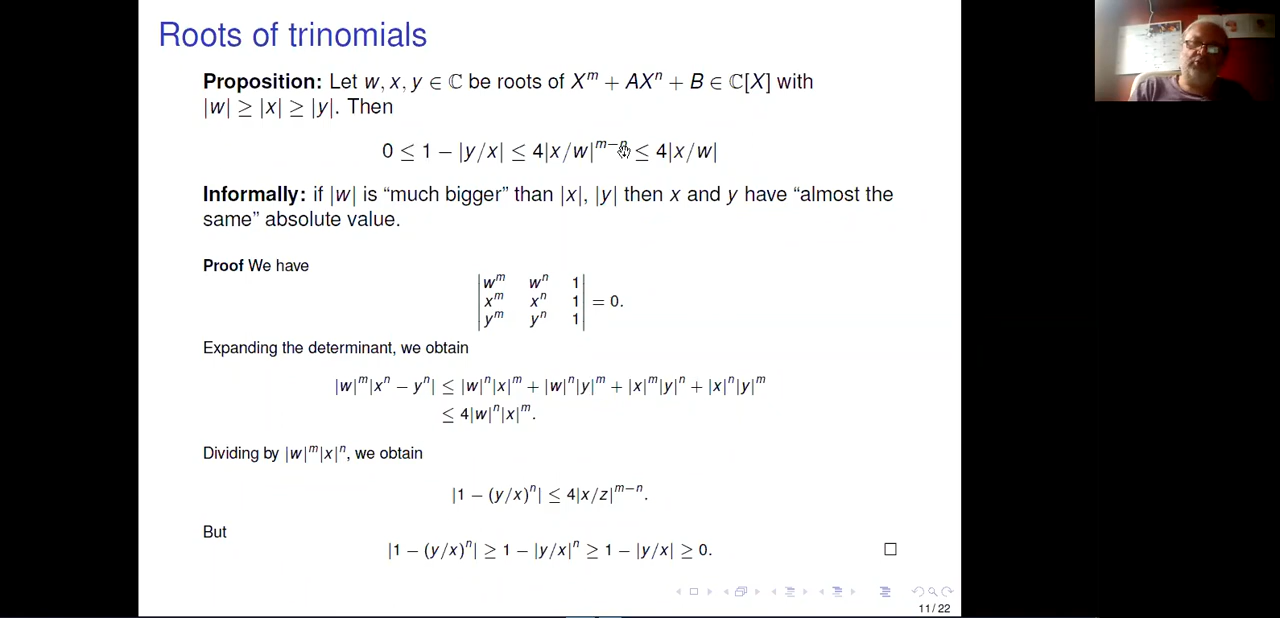 Roots of trinomials
Proposition: Let w, x, y ∈ ℂ be roots of X^m + AX^n + B ∈ ℂ[X] with
|w| ≥ |x| ≥ |y|. Then
0 ≤ 1 − |y/x| ≤ 4|x/w|^{m−n} ≤ 4|x/w|
Informally: if |w| is “much bigger” than |x|, |y| then x and y have “almost the
same” absolute value.
Proof We have
|w^m w^n 1|
|x^m x^n 1| = 0.
|y^m y^n 1|
Expanding the determinant, we obtain
|w|^m|x^n − y^n| ≤ |w|^n|x|^m + |w|^n|y|^m + |x|^m|y|^n + |x|^n|y|^m
≤ 4|w|^n|x|^m.
Dividing by |w|^m|x|^n, we obtain
|1 − (y/x)^n| ≤ 4|x/z|^{m−n}.
But
|1 − (y/x)^n| ≥ 1 − |y/x|^n ≥ 1 − |y/x| ≥ 0. □
11/22